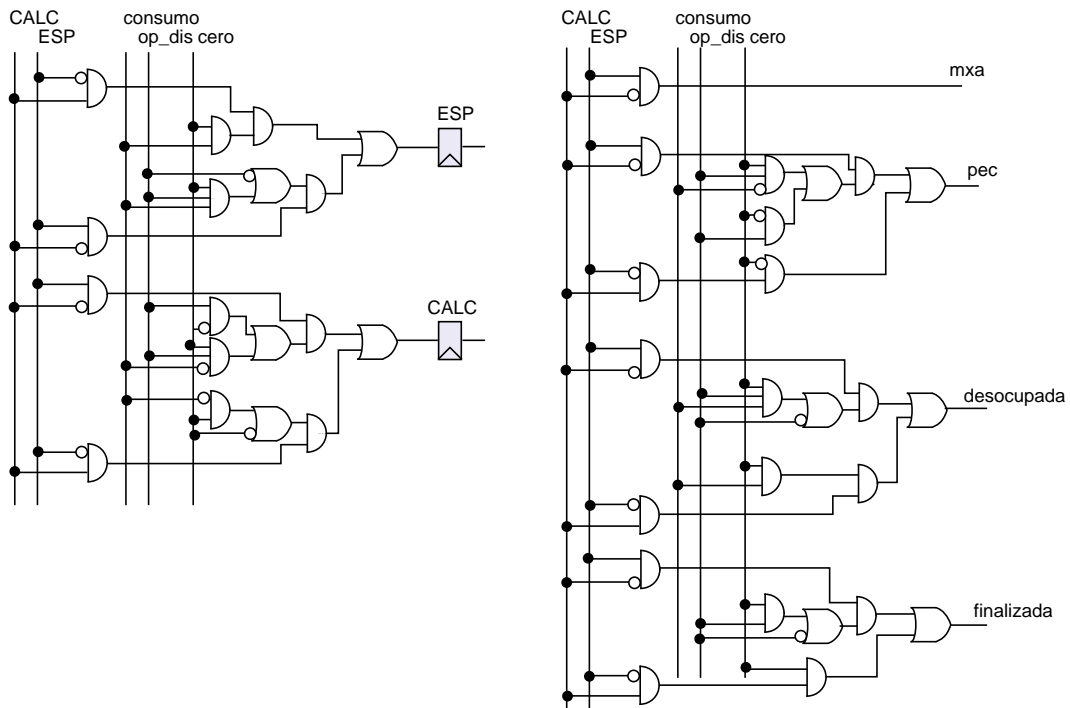 CALC
ESP
consumo
op_dis cero
ESP
CALC
CALC
ESP
consumo
op_dis cero
mxa
pec
desocupada
finalizada